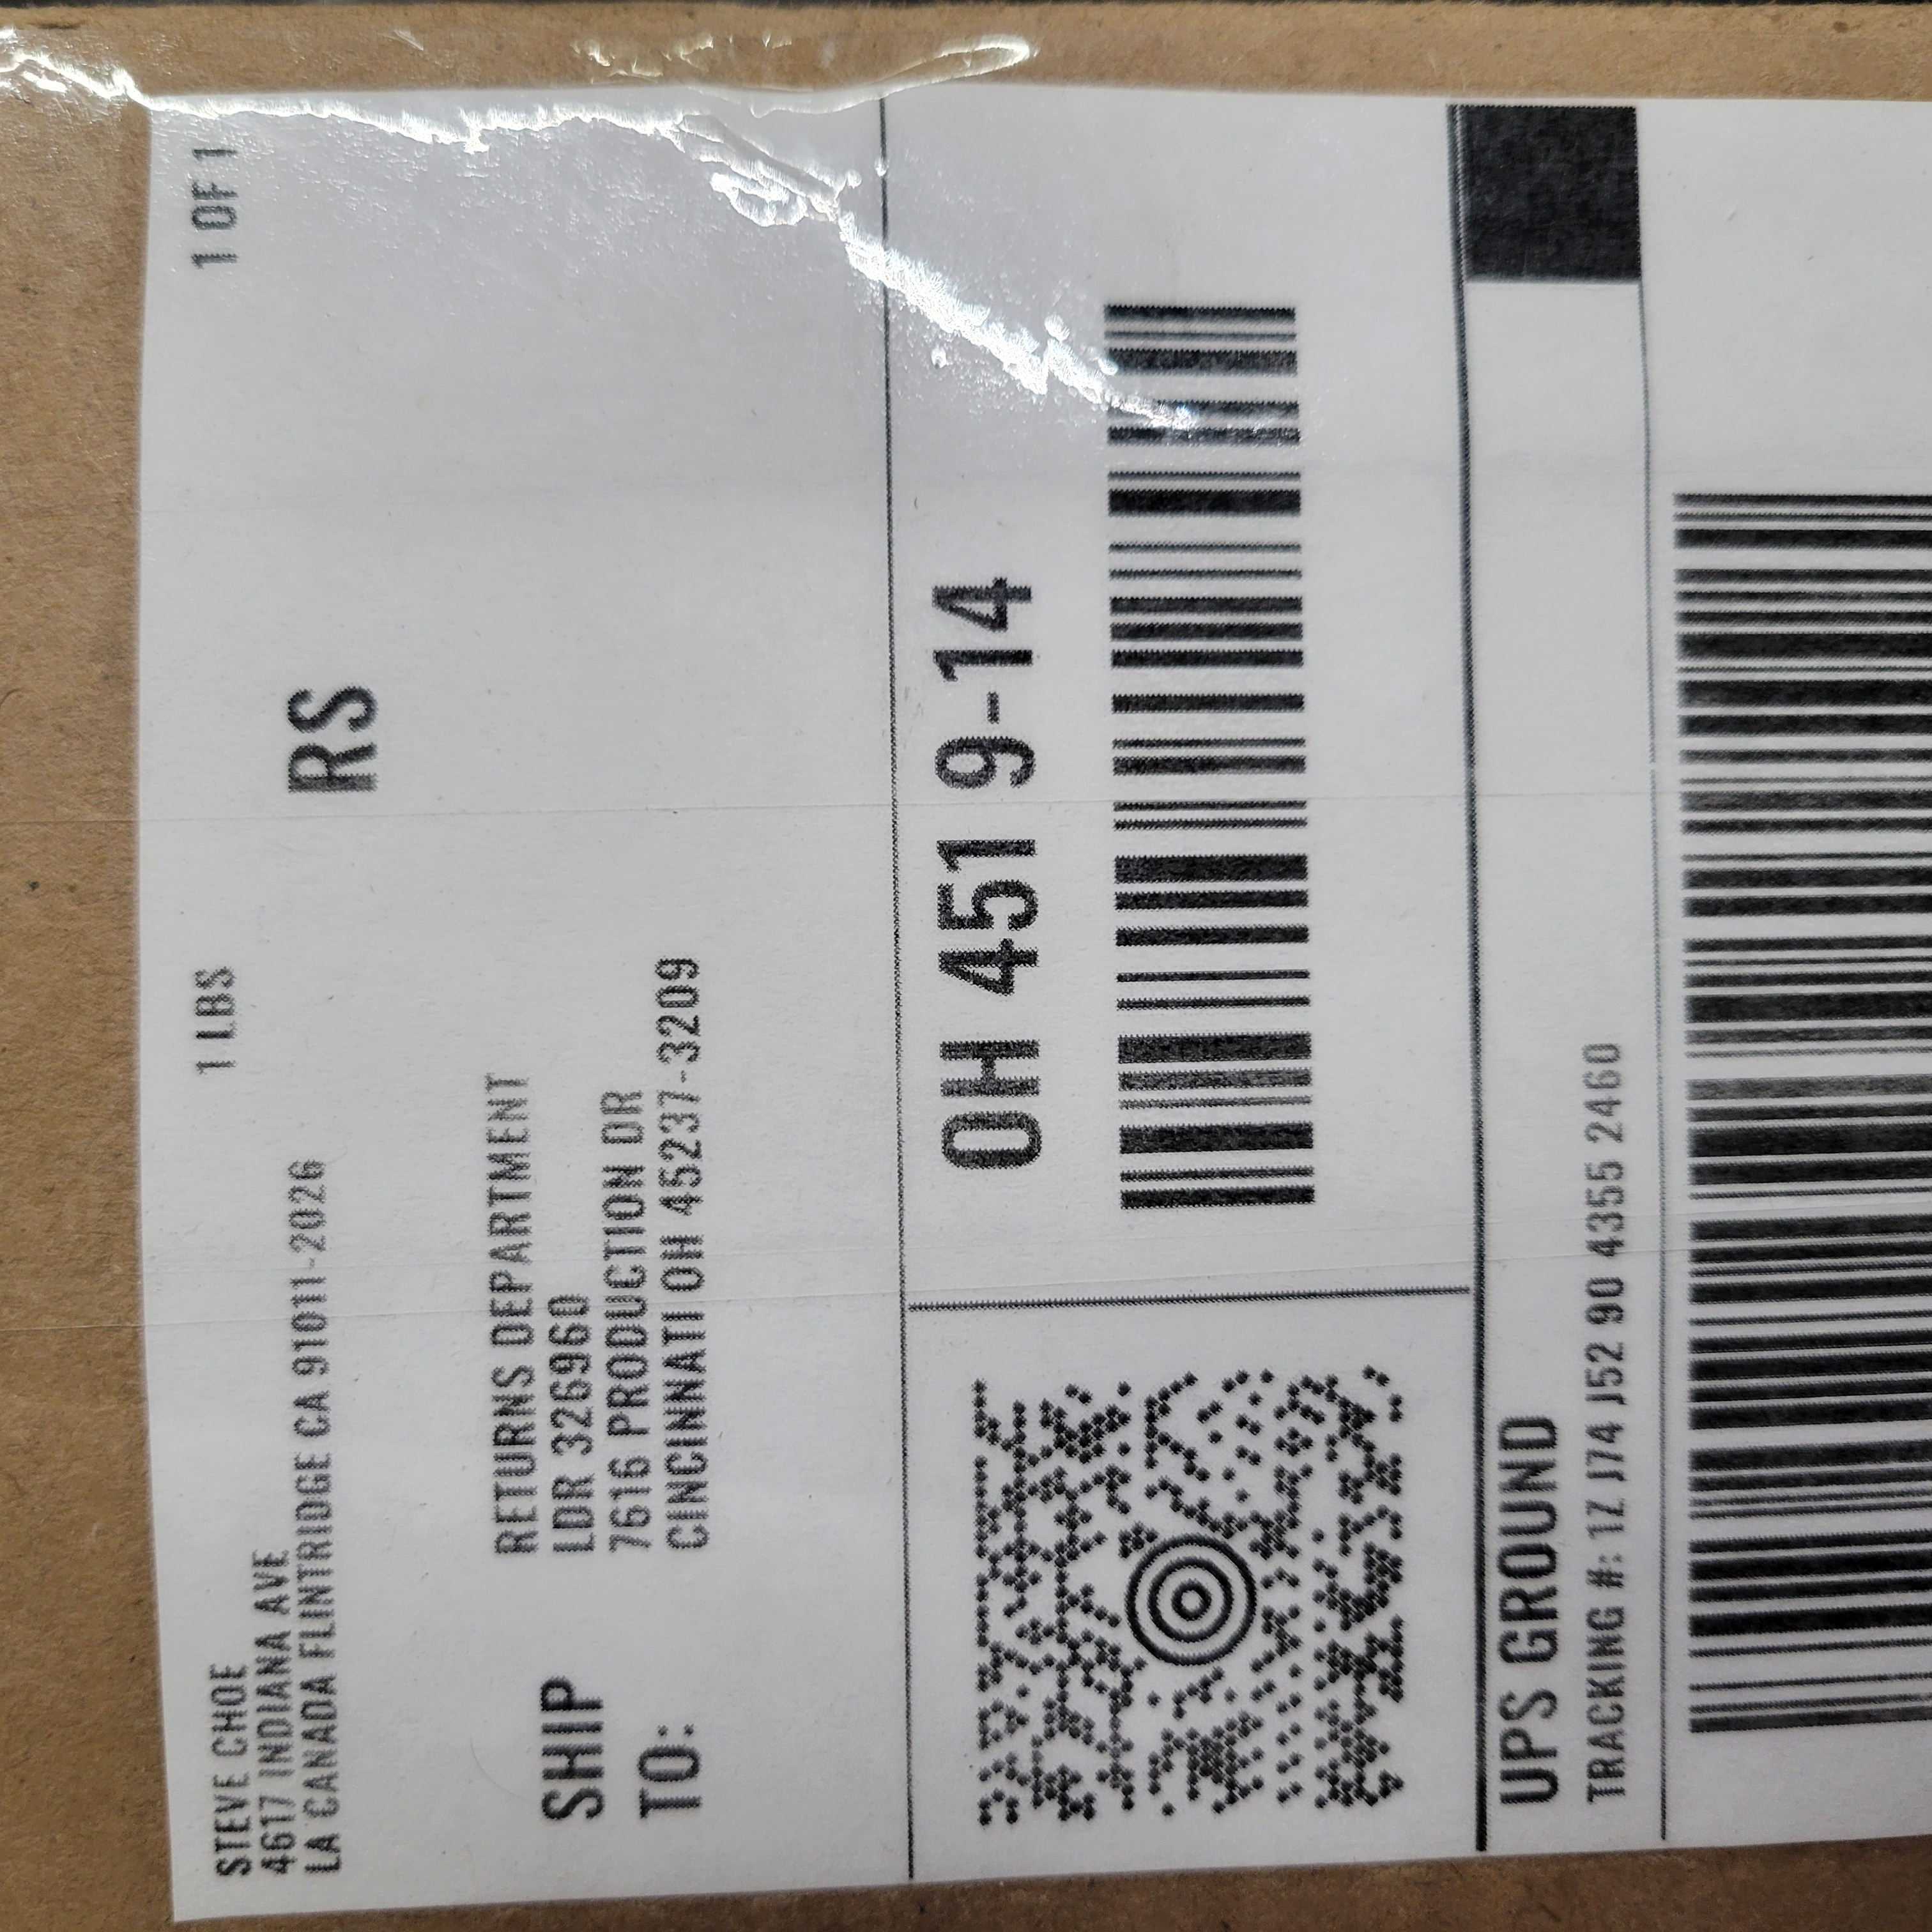 STEVE CHOE
4617 INDIANA AVE
LA CANADA FLINTRIDGE CA 91011-2026
1 LBS
1 OF 1
RS
SHIP
TO:
RETURNS DEPARTMENT
LDR 326960
7616 PRODUCTION DR
CINCINNATI OH 45237-3209
OH 451 9-14
UPS GROUND
TRACKING #: 1Z J74 J52 90 4355 2460